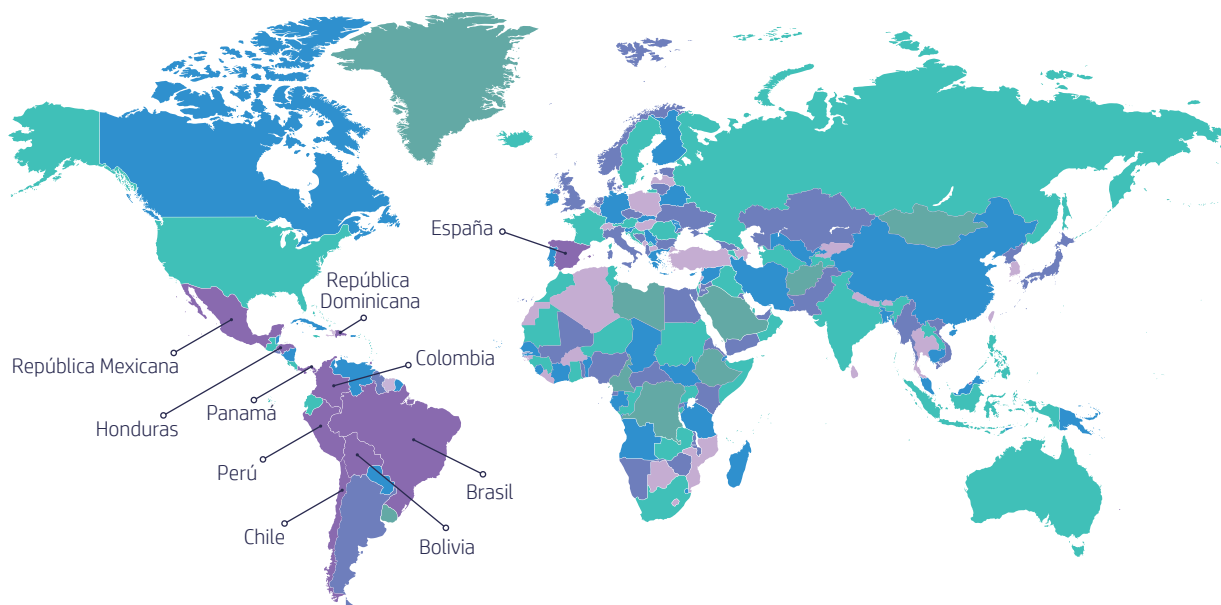 España
República
Dominicana
República Mexicana
Colombia
Panamá
Honduras
Perú
Brasil
Chile
Bolivia